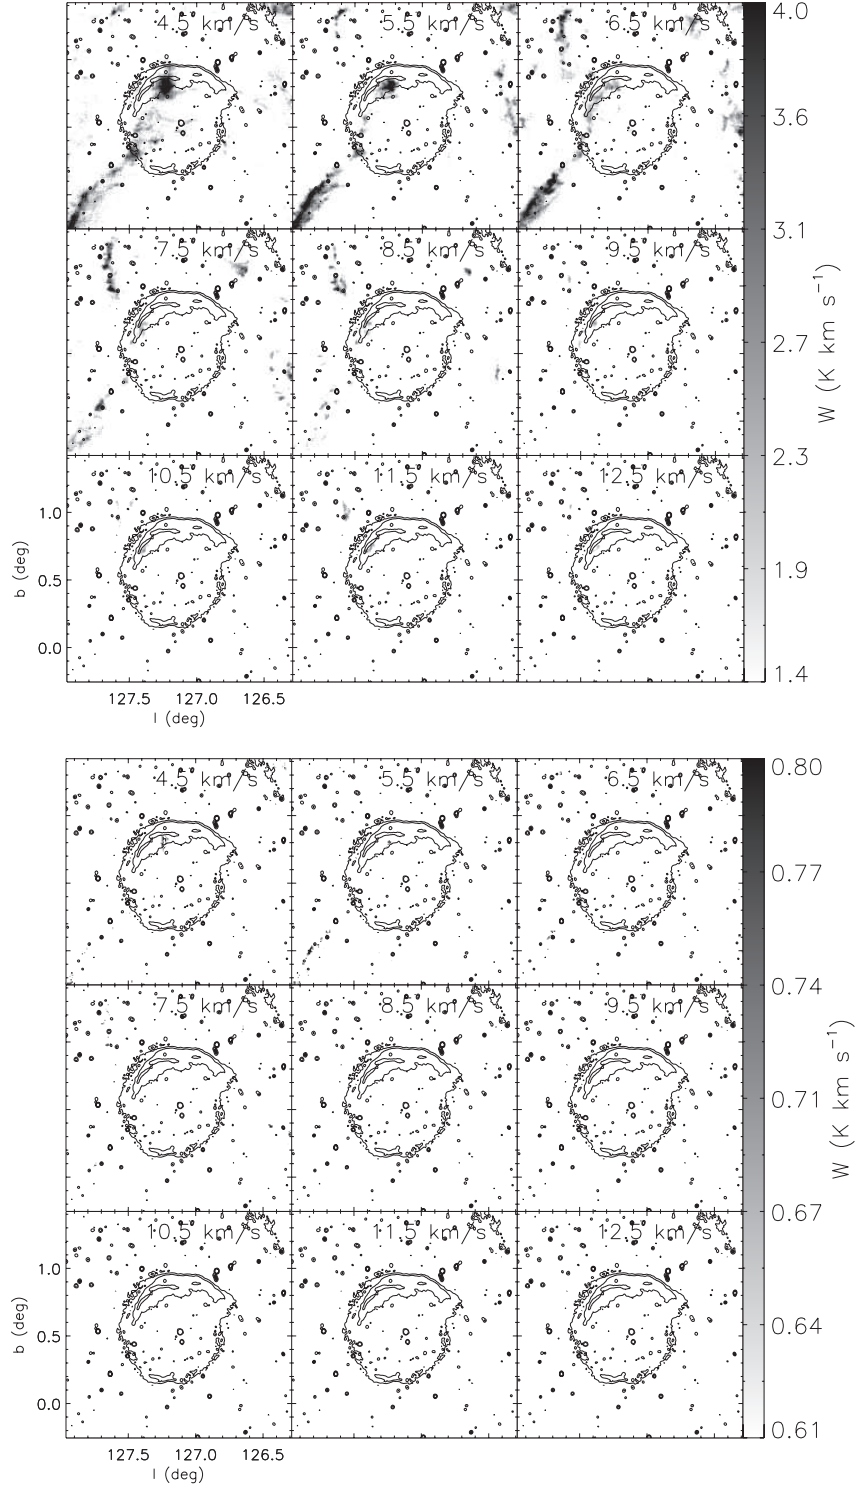 4.5 km/s 5.5 km/s 6.5 km/s 4.0
3.6
3.1
7.5 km/s 8.5 km/s 9.5 km/s
2.7
W (K km s⁻¹)
2.3
10.5 km/s 11.5 km/s 12.5 km/s
1.0
1.9
b (deg)
0.5
0.0
1.4
127.5 127.0 126.5
l (deg)
4.5 km/s 5.5 km/s 6.5 km/s 0.80
0.77
0.74
7.5 km/s 8.5 km/s 9.5 km/s
0.71
W (K km s⁻¹)
0.67
10.5 km/s 11.5 km/s 12.5 km/s
1.0
0.64
b (deg)
0.5
0.0
0.61
127.5 127.0 126.5
l (deg)